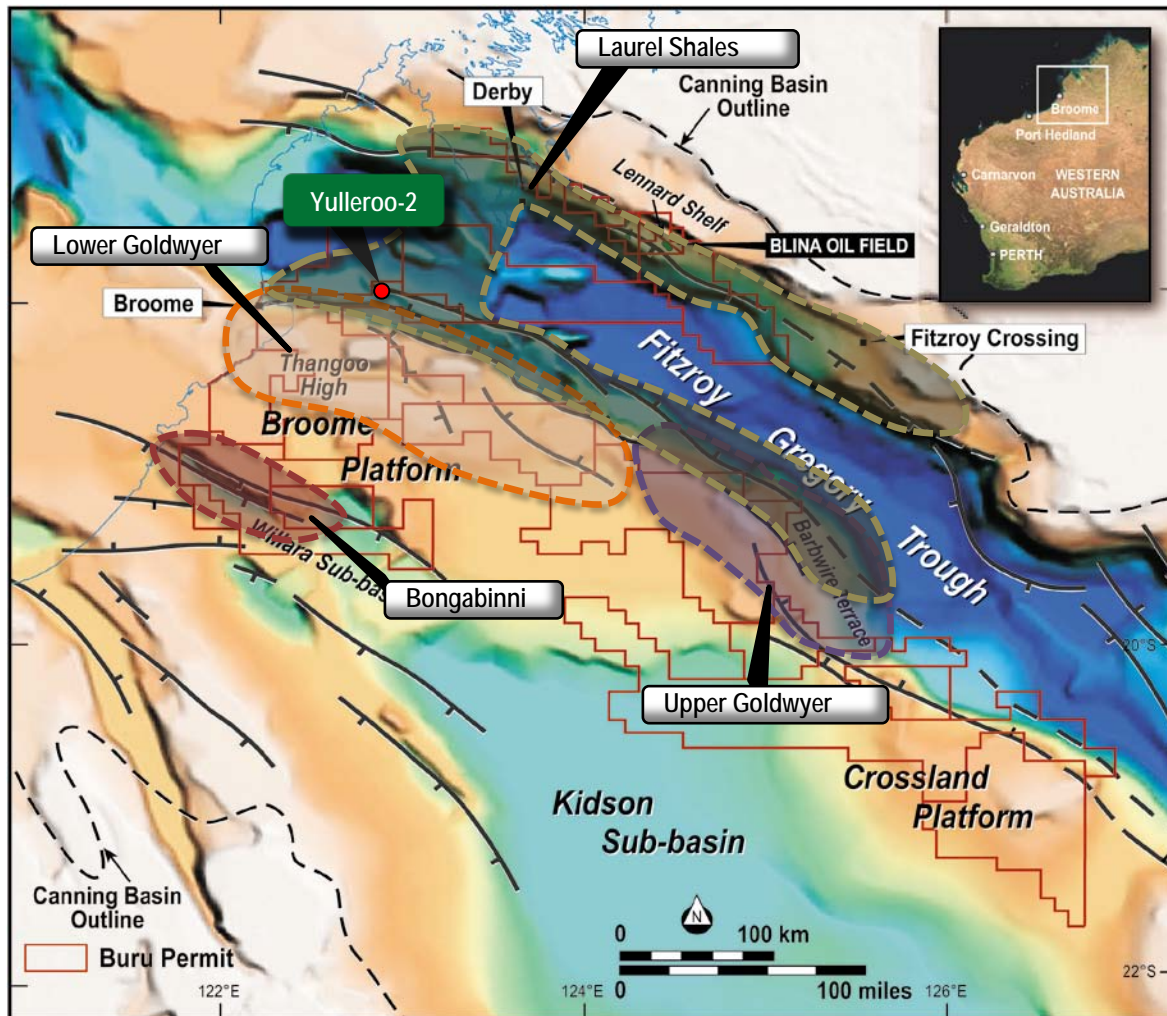 Laurel Shales
Derby
Canning Basin
Outline
Broome
Port Hedland
Carnarvon
WESTERN
AUSTRALIA
Geraldton
PERTH
Lennard Shelf
Yulleroo-2
Lower Goldwyer
BLINA OIL FIELD
Broome
Fitzroy Crossing
Thangoo
High
Fitzroy
Gregory
Trough
Broome
Platform
Barbwire Terrace
Willara Sub-bas
Bongabinni
20°S
Upper Goldwyer
Crossland
Platform
Kidson
Sub-basin
Canning Basin
Outline
N
0 100 km
0 100 miles
Buru Permit
22°S
122°E
124°E
126°E